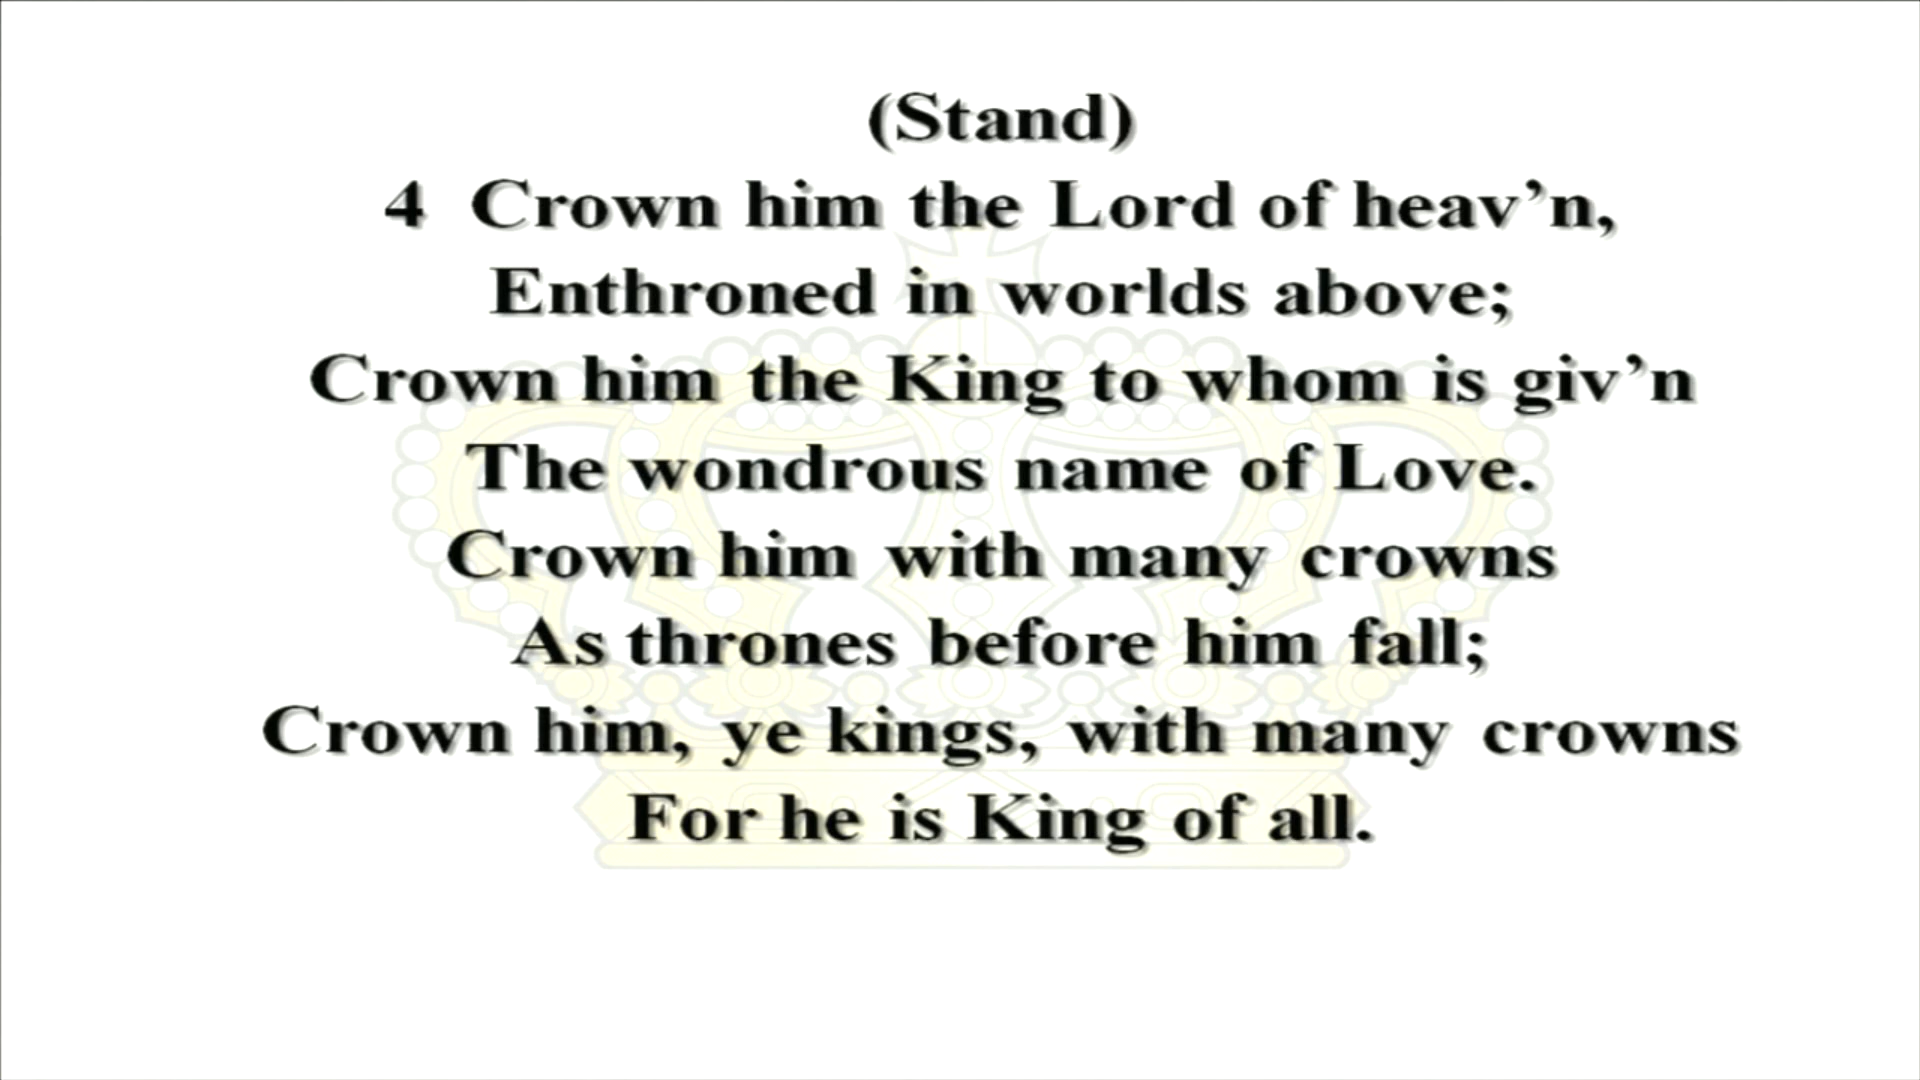 (Stand)
4 Crown him the Lord of heav’n,
Enthroned in worlds above;
Crown him the King to whom is giv’n
The wondrous name of Love.
Crown him with many crowns
As thrones before him fall;
Crown him, ye kings, with many crowns
For he is King of all.